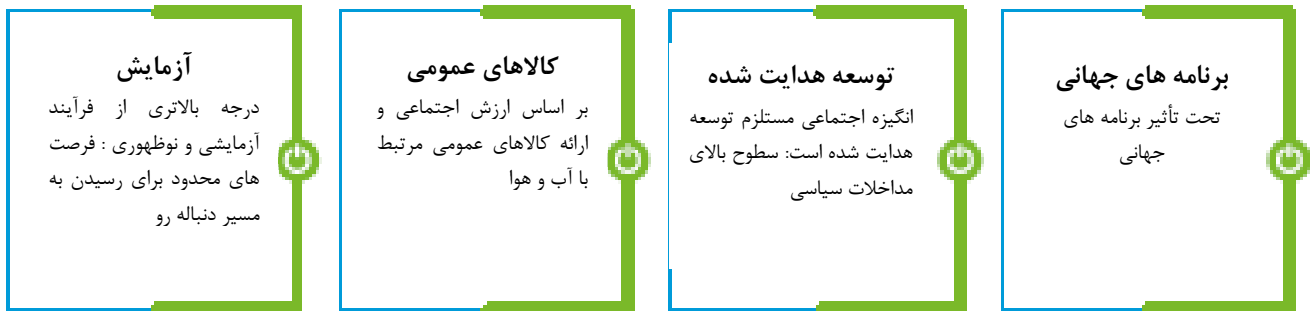 برنامه های جهانی
تحت تأثیر برنامه های
جهانی
توسعه هدایت شده
انگیزه اجتماعی مستلزم توسعه
هدایت شده است: سطوح بالای
مداخلات سیاسی
کالاهای عمومی
بر اساس ارزش اجتماعی و
ارائه کالاهای عمومی مرتبط
با آب و هوا
آزمایش
درجه بالاتری از فرآیند
آزمایشی و نوظهوری : فرصت
های محدود برای رسیدن به
مسیر دنباله رو